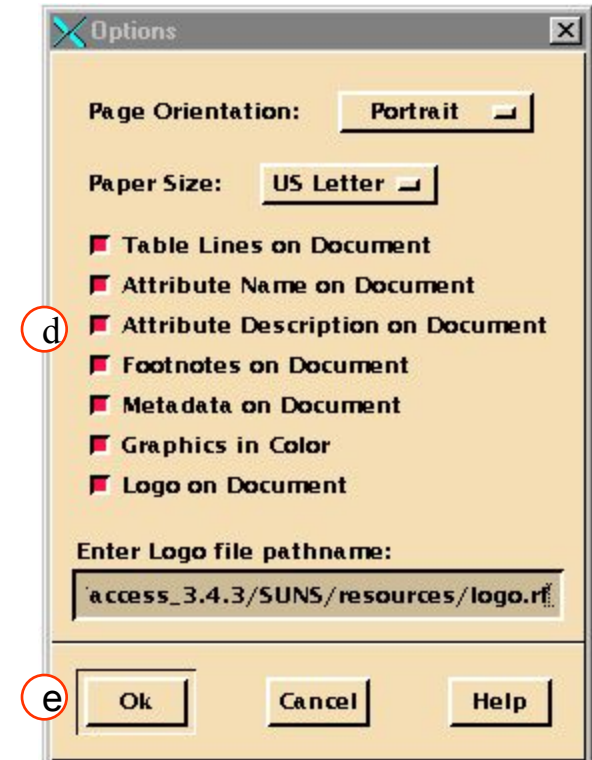 Options
Page Orientation: Portrait
Paper Size: US Letter
Table Lines on Document
Attribute Name on Document
d Attribute Description on Document
Footnotes on Document
Metadata on Document
Graphics in Color
Logo on Document
Enter Logo file pathname:
access_3.4.3/SUNS/resources/logo.rf
e Ok Cancel Help